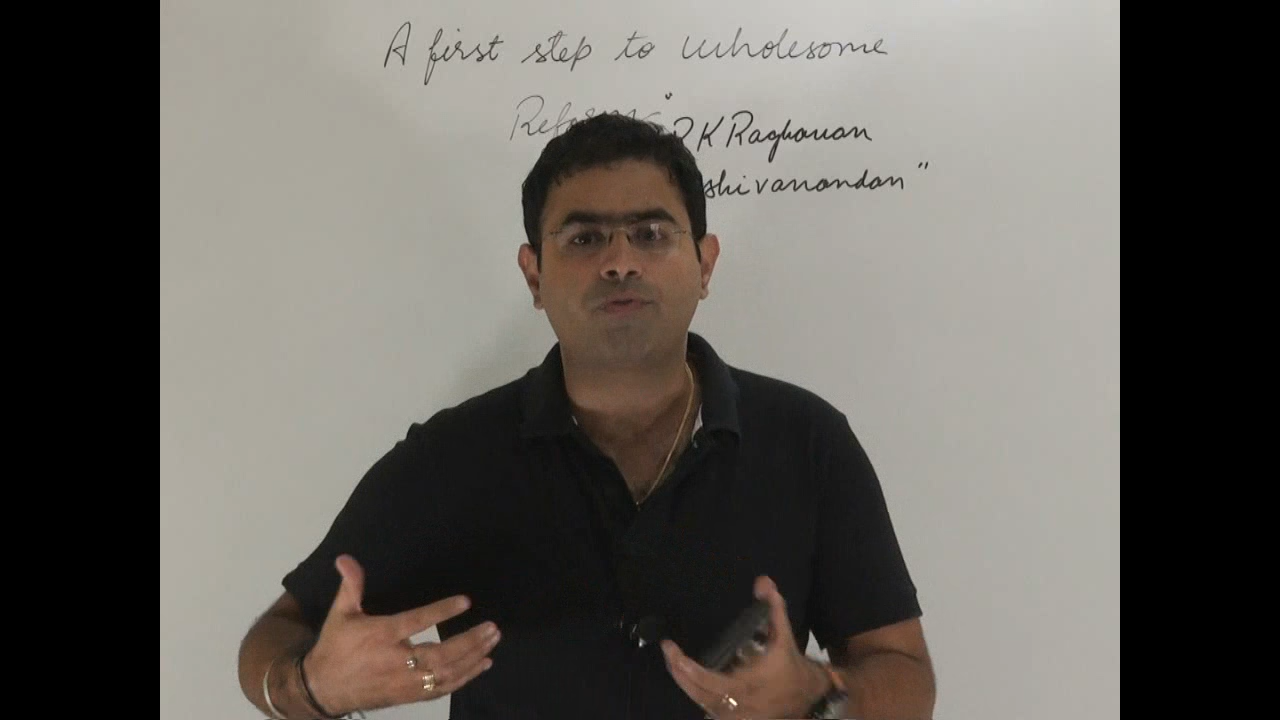 A first step to wholesome
Reforms" K Raghavan
shivanandan"